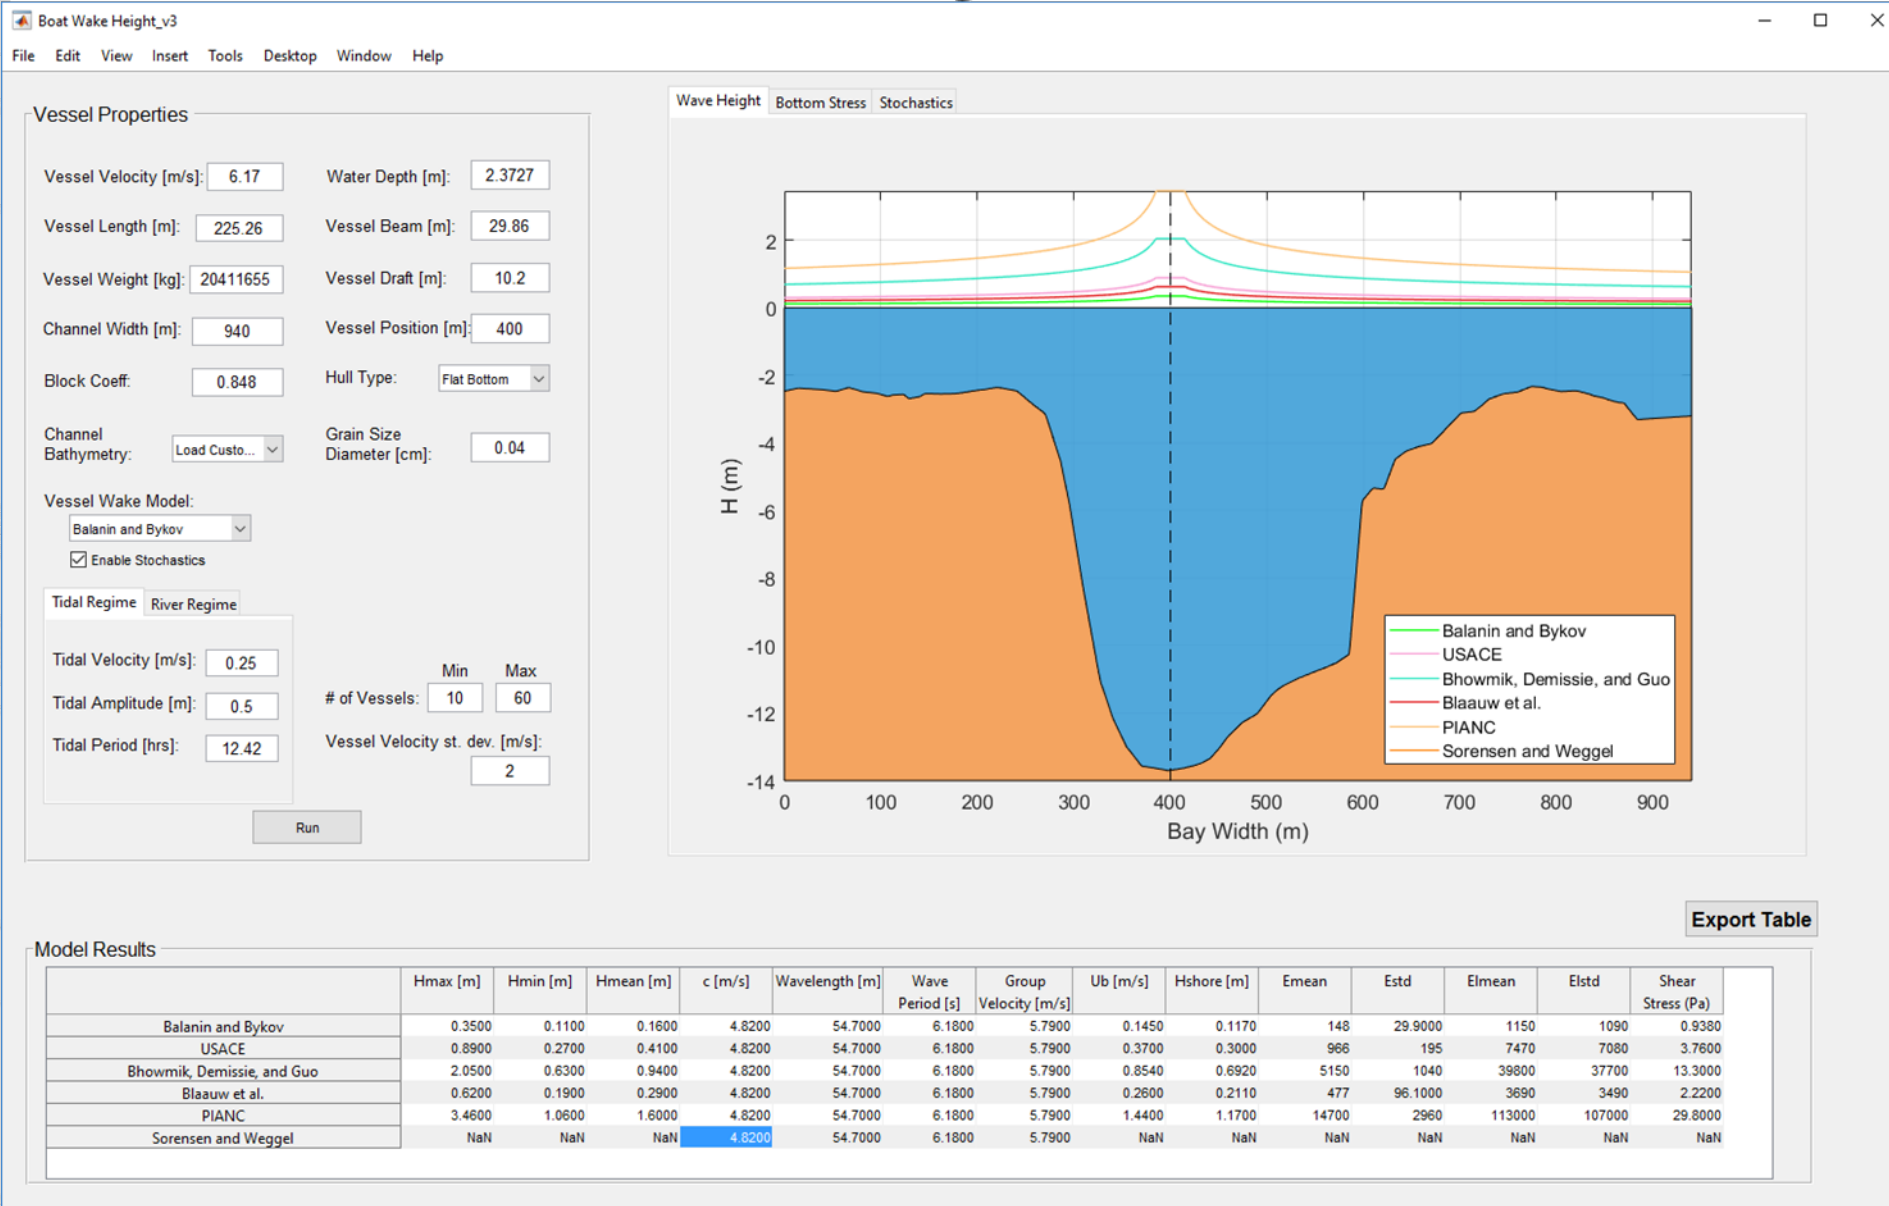 Boat Wake Height_v3
File Edit View Insert Tools Desktop Window Help
Vessel Properties
Vessel Velocity [m/s]: 6.17 Water Depth [m]: 2.3727
Vessel Length [m]: 225.26 Vessel Beam [m]: 29.86
Vessel Weight [kg]: 20411655 Vessel Draft [m]: 10.2
Channel Width [m]: 940 Vessel Position [m]: 400
Block Coeff: 0.848 Hull Type: Flat Bottom
Channel
Bathymetry: Load Custo...
Grain Size
Diameter [cm]: 0.04
Vessel Wake Model:
Balanin and Bykov
Enable Stochastics
Tidal Regime River Regime
Tidal Velocity [m/s]: 0.25
Tidal Amplitude [m]: 0.5
Tidal Period [hrs]: 12.42
Min Max
# of Vessels: 10 60
Vessel Velocity st. dev. [m/s]:
2
Run
Wave Height Bottom Stress Stochastics
2
0
-2
-4
-6
-8
-10
-12
-14
H (m)
0 100 200 300 400 500 600 700 800 900
Bay Width (m)
Balanin and Bykov
USACE
Bhowmik, Demissie, and Guo
Blaauw et al.
PIANC
Sorensen and Weggel
Export Table
Model Results
Hmax [m] Hmin [m] Hmean [m] c [m/s] Wavelength [m] Wave Period [s] Group Velocity [m/s] Ub [m/s] Hshore [m] Emean Estd Elmean Elstd Shear Stress (Pa)
Balanin and Bykov 0.3500 0.1100 0.1600 4.8200 54.7000 6.1800 5.7900 0.1450 0.1170 148 29.9000 1150 1090 0.9380
USACE 0.8900 0.2700 0.4100 4.8200 54.7000 6.1800 5.7900 0.3700 0.3000 966 195 7470 7080 3.7600
Bhowmik, Demissie, and Guo 2.0500 0.6300 0.9400 4.8200 54.7000 6.1800 5.7900 0.8540 0.6920 5150 1040 39800 37700 13.3000
Blaauw et al. 0.6200 0.1900 0.2900 4.8200 54.7000 6.1800 5.7900 0.2600 0.2110 477 96.1000 3690 3490 2.2200
PIANC 3.4600 1.0600 1.6000 4.8200 54.7000 6.1800 5.7900 1.4400 1.1700 14700 2960 113000 107000 29.8000
Sorensen and Weggel NaN NaN NaN 4.8200 54.7000 6.1800 5.7900 NaN NaN NaN NaN NaN NaN NaN